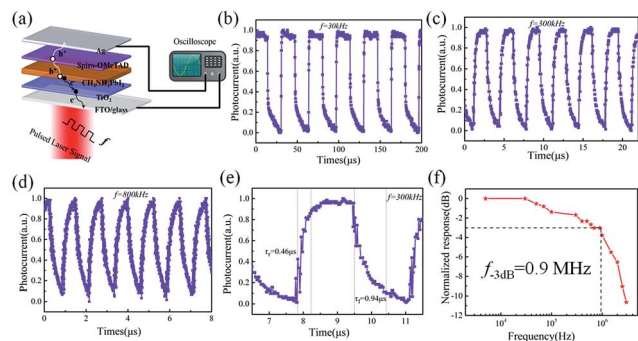 (a)
Oscilloscope
Ag
h⁺
Spiro-OMeTAD
h⁺
CH₃NH₃PbI₃
e⁻
TiO₂
e⁻
FTO/glass
Pulsed Laser Signal
(b)
f=30kHz
Photocurrent(a.u.)
1.0
0.8
0.6
0.4
0.2
0.0
0 50 100 150 200
Times(μs)
(c)
f=300kHz
Photocurrent(a.u.)
1.0
0.8
0.6
0.4
0.2
0.0
0 5 10 15 20
Time(μs)
(d)
f=800kHz
Photocurrent(a.u.)
1.0
0.8
0.6
0.4
0.2
0.0
0 2 4 6 8
Times(μs)
(e)
f=300kHz
Photocurrent(a.u.)
1.0
0.8
0.6
0.4
0.2
0.0
τr=0.46μs
τf=0.94μs
7 8 9 10 11
Time(μs)
(f)
Normalized response(dB)
2
0
-2
-4
-6
-8
-10
-12
f-3dB=0.9 MHz
10⁴ 10⁵ 10⁶
Frequency(Hz)